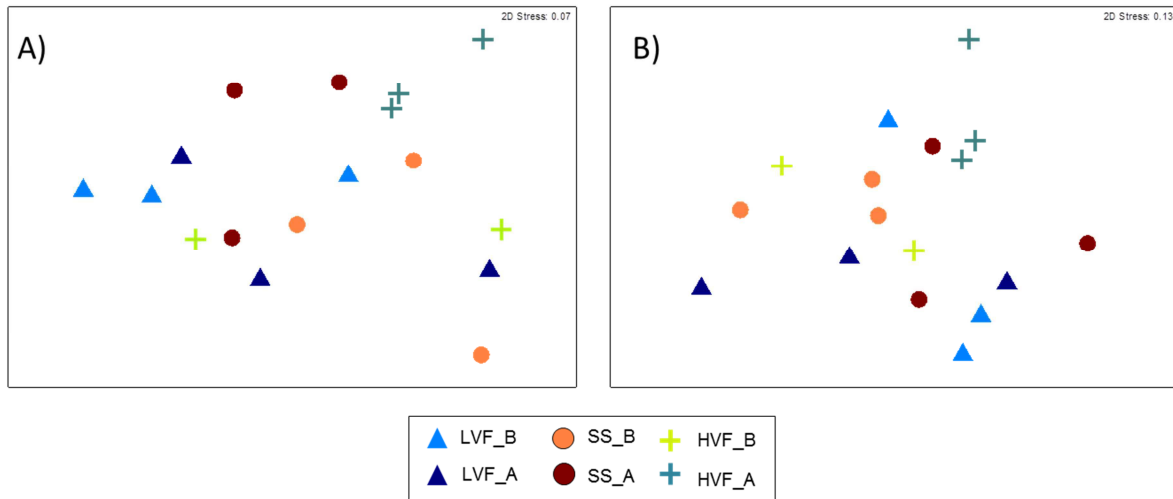 A)
2D Stress: 0.07
B)
2D Stress: 0.13
LVF_B SS_B HVF_B
LVF_A SS_A HVF_A